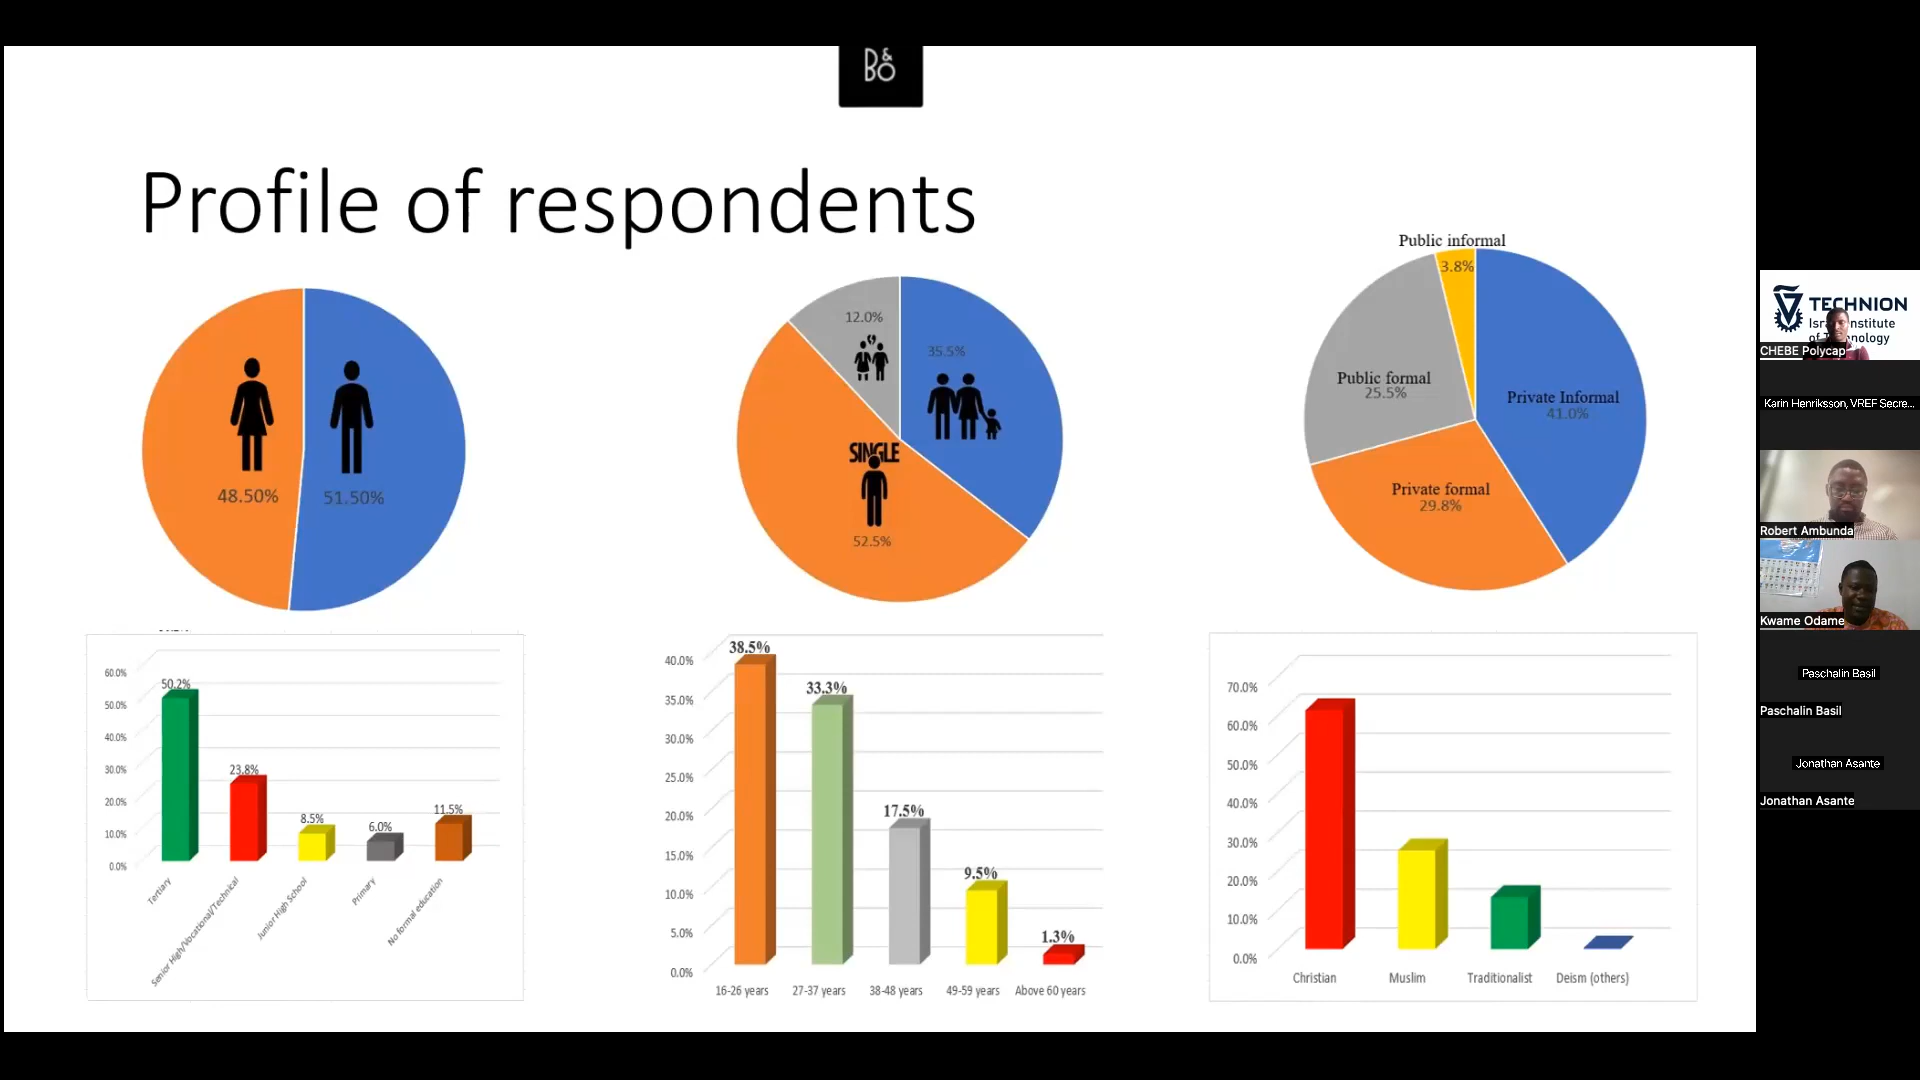 B&O
Profile of respondents
48.50%
51.50%
12.0%
35.5%
SINGLE
52.5%
Public informal
3.8%
Public formal
25.5%
Private Informal
41.0%
Private formal
29.8%
60.0%
50.0%
40.0%
30.0%
20.0%
10.0%
0.0%
50.2%
23.8%
8.5%
6.0%
11.5%
Tertiary
Senior High/Vocational/Technical
Junior High School
Primary
No formal education
40.0%
35.0%
30.0%
25.0%
20.0%
15.0%
10.0%
5.0%
0.0%
38.5%
33.3%
17.5%
9.5%
1.3%
16-26 years
27-37 years
38-48 years
49-59 years
Above 60 years
70.0%
60.0%
50.0%
40.0%
30.0%
20.0%
10.0%
0.0%
Christian
Muslim
Traditionalist
Deism (others)
TECHNION
Israel Institute
of Technology
CHEBE Polycap
Karin Henriksson, VREF Secre...
Robert Ambunda
Kwame Odame
Paschalin Basil
Paschalin Basil
Jonathan Asante
Jonathan Asante